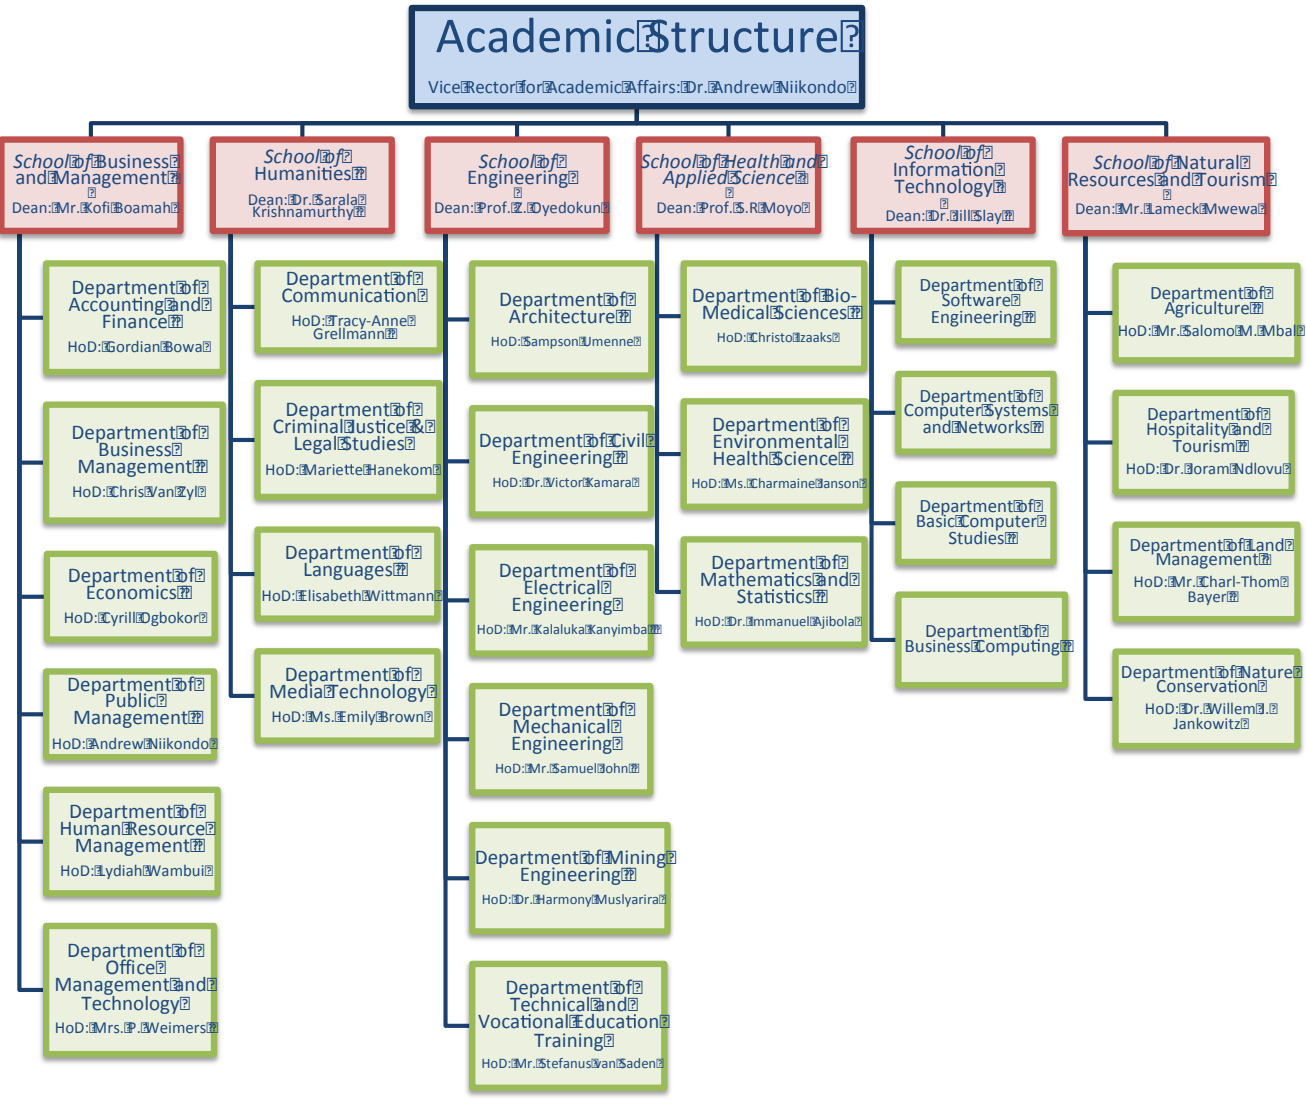 Academic Structure
Vice Rector for Academic Affairs: Dr. Andrew Niikondo
School of Business
and Management
Dean: Mr. Kofi Boamah
Department of
Accounting and
Finance
HoD: Gordian Bowa
Department of
Business
Management
HoD: Chris Van Zyl
Department of
Economics
HoD: Cyrill Ogbokor
Department of
Public
Management
HoD: Andrew Niikondo
Department of
Human Resource
Management
HoD: Lydiah Wambui
Department of
Office
Management and
Technology
HoD: Mrs. P. Weimers
School of
Humanities
Dean: Dr. Sarala
Krishnamurthy
Department of
Communication
HoD: Tracy-Anne
Grellmann
Department of
Criminal Justice &
Legal Studies
HoD: Mariette Hanekom
Department of
Languages
HoD: Elisabeth Wittmann
Department of
Media Technology
HoD: Ms. Emily Brown
School of
Engineering
Dean: Prof. Z. Oyedokun
Department of
Architecture
HoD: Sampson Umenne
Department of Civil
Engineering
HoD: Dr. Victor Kamara
Department of
Electrical
Engineering
HoD: Mr. Kalaluka Kanyimba
Department of
Mechanical
Engineering
HoD: Mr. Samuel John
Department of Mining
Engineering
HoD: Dr. Harmony Muslyarira
Department of
Technical and
Vocational Education
Training
HoD: Mr. Stefanus van Saden
School of Health and
Applied Science
Dean: Prof. S.R Moyo
Department of Bio-
Medical Sciences
HoD: Christo Izaaks
Department of
Environmental
Health Science
HoD: Ms. Charmaine Janson
Department of
Mathematics and
Statistics
HoD: Dr. Immanuel Ajibola
School of
Information
Technology
Dean: Dr. Jill Slay
Department of
Software
Engineering
Department of
Computer Systems
and Networks
Department of
Basic Computer
Studies
Department of
Business Computing
School of Natural
Resources and Tourism
Dean: Mr. Lameck Mwewa
Department of
Agriculture
HoD: Mr. Salomo M. Mbai
Department of
Hospitality and
Tourism
HoD: Dr. Joram Ndlovu
Department of Land
Management
HoD: Mr. Charl-Thom
Bayer
Department of Nature
Conservation
HoD: Dr. Willem J.
Jankowitz